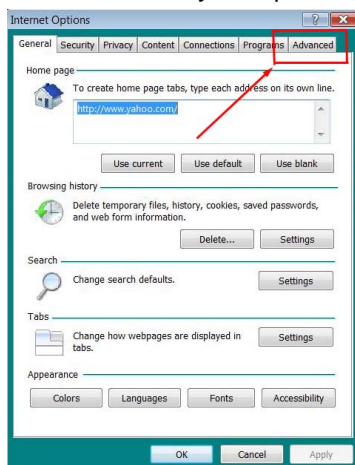 Internet Options
General Security Privacy Content Connections Programs Advanced
Home page
To create home page tabs, type each address on its own line.
http://www.yahoo.com/
Use current Use default Use blank
Browsing history
Delete temporary files, history, cookies, saved passwords,
and web form information.
Delete... Settings
Search
Change search defaults. Settings
Tabs
Change how webpages are displayed in Settings
tabs.
Appearance
Colors Languages Fonts Accessibility
OK Cancel Apply